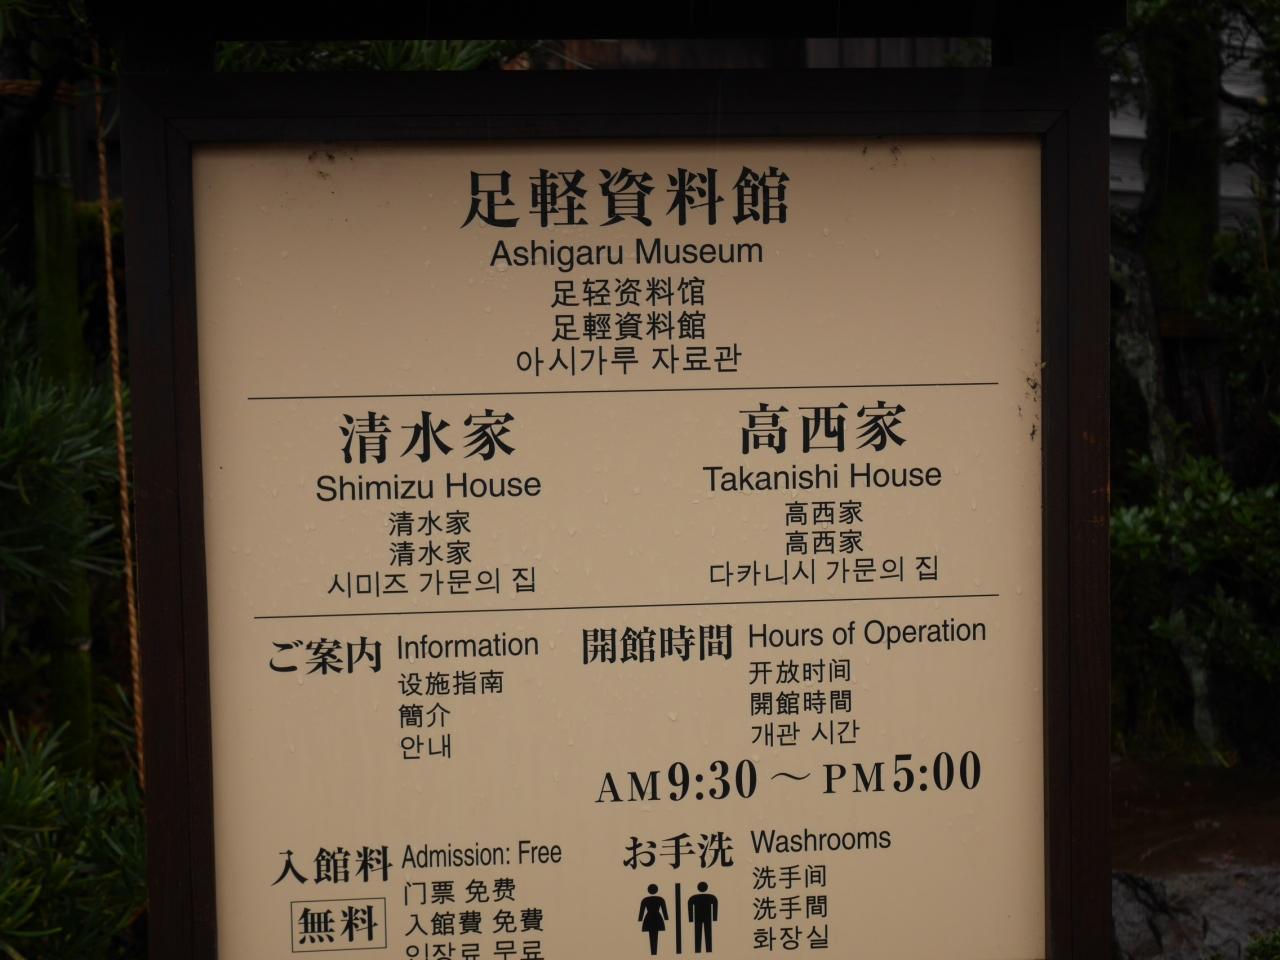 足軽資料館
Ashigaru Museum
足轻资料馆
足輕資料館
아시가루 자료관
清水家
Shimizu House
清水家
清水家
시미즈 가문의 집
高西家
Takanishi House
高西家
高西家
다카니시 가문의 집
ご案内 Information
设施指南
簡介
안내
開館時間 Hours of Operation
开放时间
開館時間
개관 시간
AM9:30～PM5:00
入館料 Admission: Free
门票 免费
無料 入館費 免費
입장료 무료
お手洗 Washrooms
洗手间
洗手間
화장실